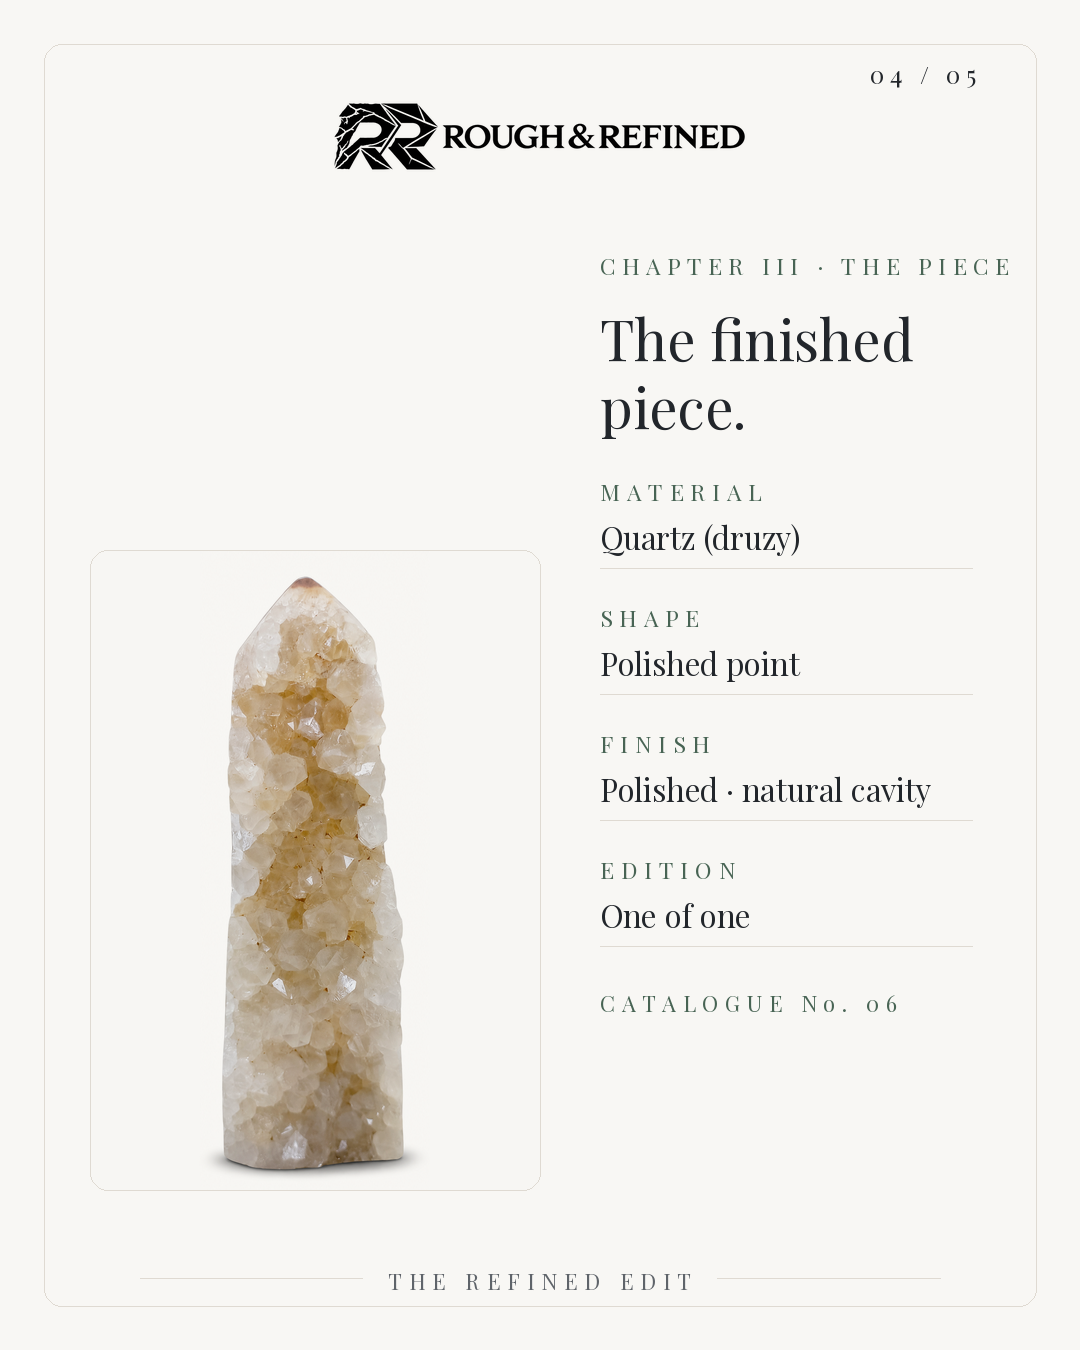 04 / 05
ROUGH & REFINED
CHAPTER III · THE PIECE
The finished
piece.
MATERIAL
Quartz (druzy)
SHAPE
Polished point
FINISH
Polished · natural cavity
EDITION
One of one
CATALOGUE No. 06
THE REFINED EDIT